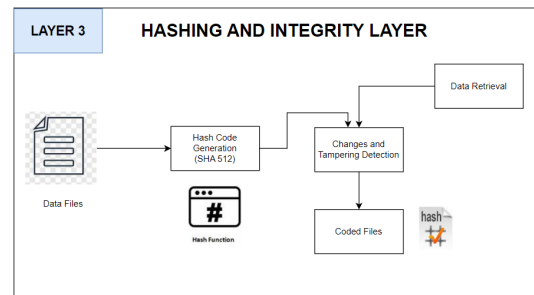 LAYER 3
HASHING AND INTEGRITY LAYER
Data Retrieval
Hash Code
Generation
(SHA 512)
Changes and
Tampering Detection
Data Files
#
Hash Function
Coded Files
hash